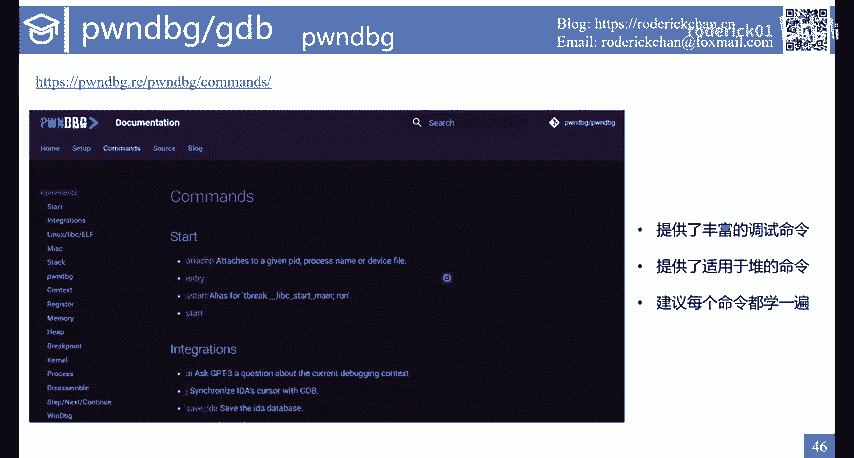 pwndbg/gdb pwndbg
Blog: https://roderickchan.cn
roderick01
Email: roderickchan@foxmail.com
https://pwndbg.re/pwndbg/commands/
PWNDBG Documentation Search pwndbg/pwndbg
Home Setup Commands Source Blog
Commands
Start
Integrations
Linux/libc/ELF
Misc
Stack
pwndbg
Context
Register
Memory
Heap
Breakpoint
Kernel
Process
Disassemble
Step/Next/Continue
WinDbg
Commands
Start
attachp Attaches to a given pid, process name or device file.
entry
sstart Alias for 'tbreak __libc_start_main; run'.
start
Integrations
ai Ask GPT-3 a question about the current debugging context.
j Synchronize IDA's cursor with GDB.
save_ida Save the ida database.
• 提供了丰富的调试命令
• 提供了适用于堆的命令
• 建议每个命令都学一遍
46